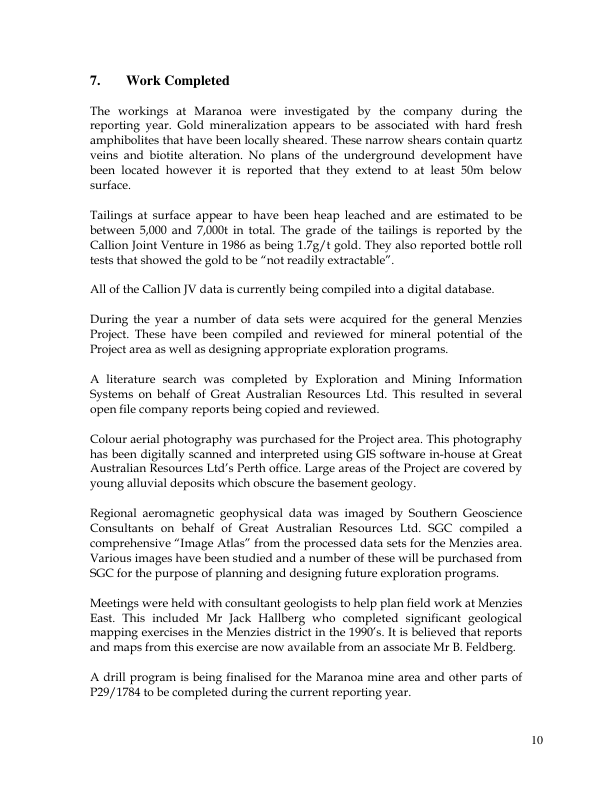 7. Work Completed
The workings at Maranoa were investigated by the company during the
reporting year. Gold mineralization appears to be associated with hard fresh
amphibolites that have been locally sheared. These narrow shears contain quartz
veins and biotite alteration. No plans of the underground development have
been located however it is reported that they extend to at least 50m below
surface.
Tailings at surface appear to have been heap leached and are estimated to be
between 5,000 and 7,000t in total. The grade of the tailings is reported by the
Callion Joint Venture in 1986 as being 1.7g/t gold. They also reported bottle roll
tests that showed the gold to be “not readily extractable”.
All of the Callion JV data is currently being compiled into a digital database.
During the year a number of data sets were acquired for the general Menzies
Project. These have been compiled and reviewed for mineral potential of the
Project area as well as designing appropriate exploration programs.
A literature search was completed by Exploration and Mining Information
Systems on behalf of Great Australian Resources Ltd. This resulted in several
open file company reports being copied and reviewed.
Colour aerial photography was purchased for the Project area. This photography
has been digitally scanned and interpreted using GIS software in-house at Great
Australian Resources Ltd’s Perth office. Large areas of the Project are covered by
young alluvial deposits which obscure the basement geology.
Regional aeromagnetic geophysical data was imaged by Southern Geoscience
Consultants on behalf of Great Australian Resources Ltd. SGC compiled a
comprehensive “Image Atlas” from the processed data sets for the Menzies area.
Various images have been studied and a number of these will be purchased from
SGC for the purpose of planning and designing future exploration programs.
Meetings were held with consultant geologists to help plan field work at Menzies
East. This included Mr Jack Hallberg who completed significant geological
mapping exercises in the Menzies district in the 1990’s. It is believed that reports
and maps from this exercise are now available from an associate Mr B. Feldberg.
A drill program is being finalised for the Maranoa mine area and other parts of
P29/1784 to be completed during the current reporting year.
10